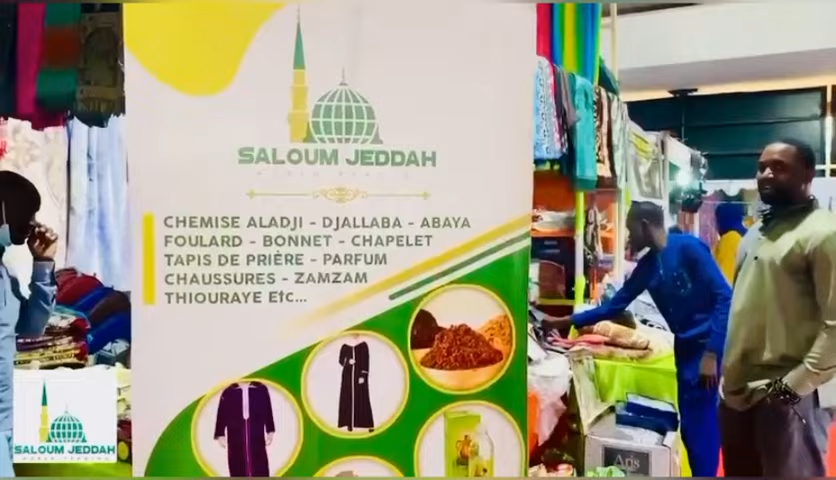 SALOUM JEDDAH
CHEMISE ALADJI - DJALLABA - ABAYA
FOULARD - BONNET - CHAPELET
TAPIS DE PRIÈRE - PARFUM
CHAUSSURES - ZAMZAM
THIOURAYE Etc...
SALOUM JEDDAH
Aris